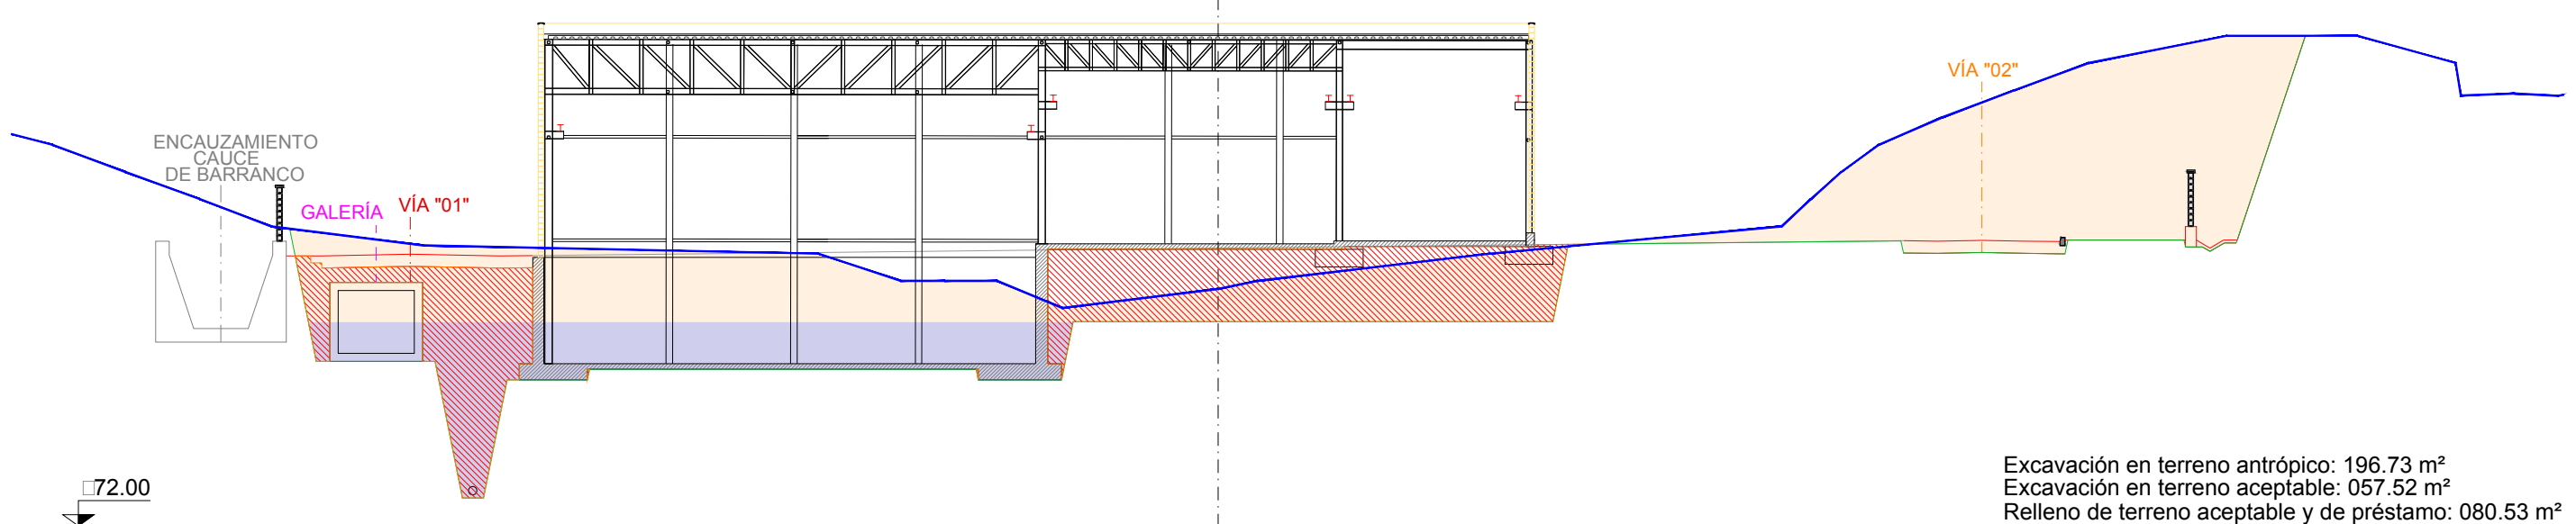 VÍA "02"
ENCAUZAMIENTO
CAUCE
DE BARRANCO
GALERÍA
VÍA "01"
□72.00
Excavación en terreno antrópico: 196.73 m²
Excavación en terreno aceptable: 057.52 m²
Relleno de terreno aceptable y de préstamo: 080.53 m²